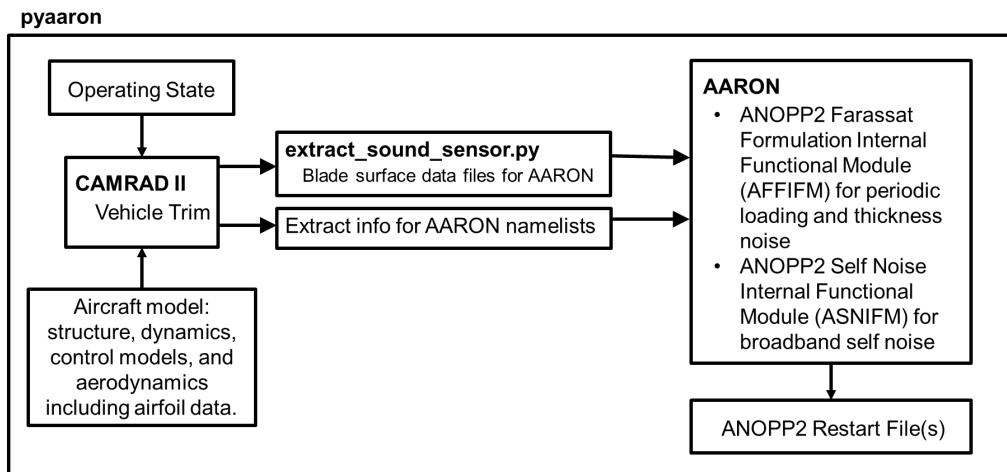 pyaaron
Operating State
CAMRAD II
Vehicle Trim
Aircraft model:
structure, dynamics,
control models, and
aerodynamics
including airfoil data.
extract_sound_sensor.py
Blade surface data files for AARON
Extract info for AARON namelists
AARON
• ANOPP2 Farassat
Formulation Internal
Functional Module
(AFFIFM) for periodic
loading and thickness
noise
• ANOPP2 Self Noise
Internal Functional
Module (ASNIFM) for
broadband self noise
ANOPP2 Restart File(s)